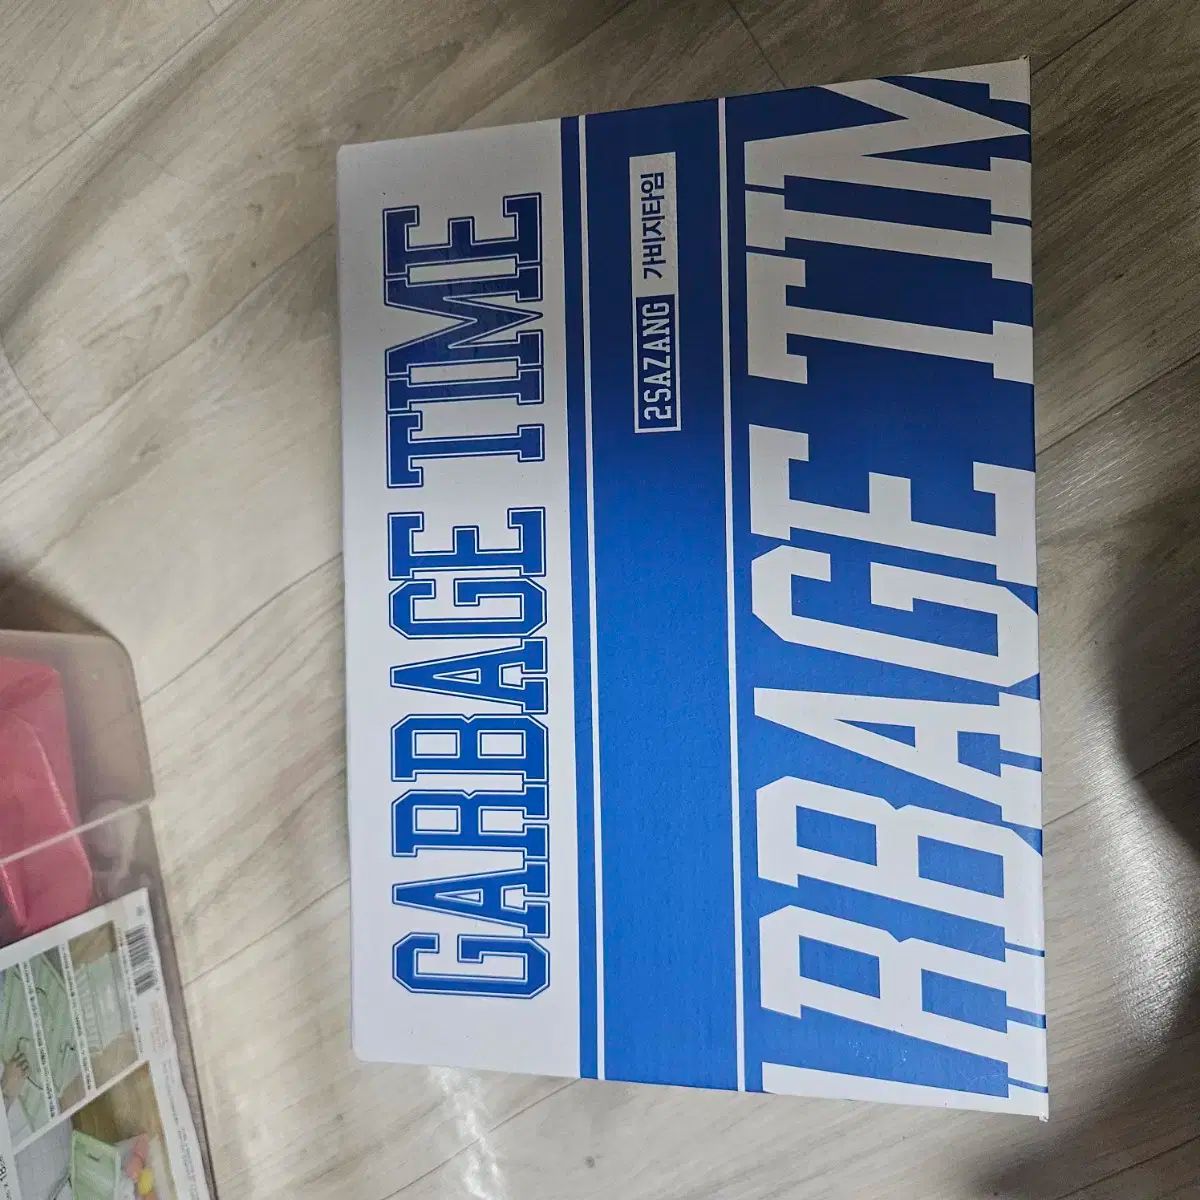 GARBAGE TIME
2SAZANG 가비지타임
RBAGE TIM